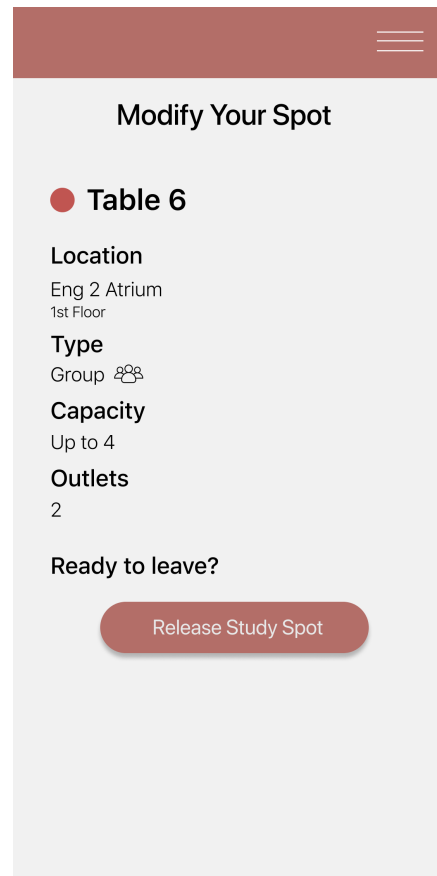 Modify Your Spot
Table 6
Location
Eng 2 Atrium
1st Floor
Type
Group
Capacity
Up to 4
Outlets
2
Ready to leave?
Release Study Spot